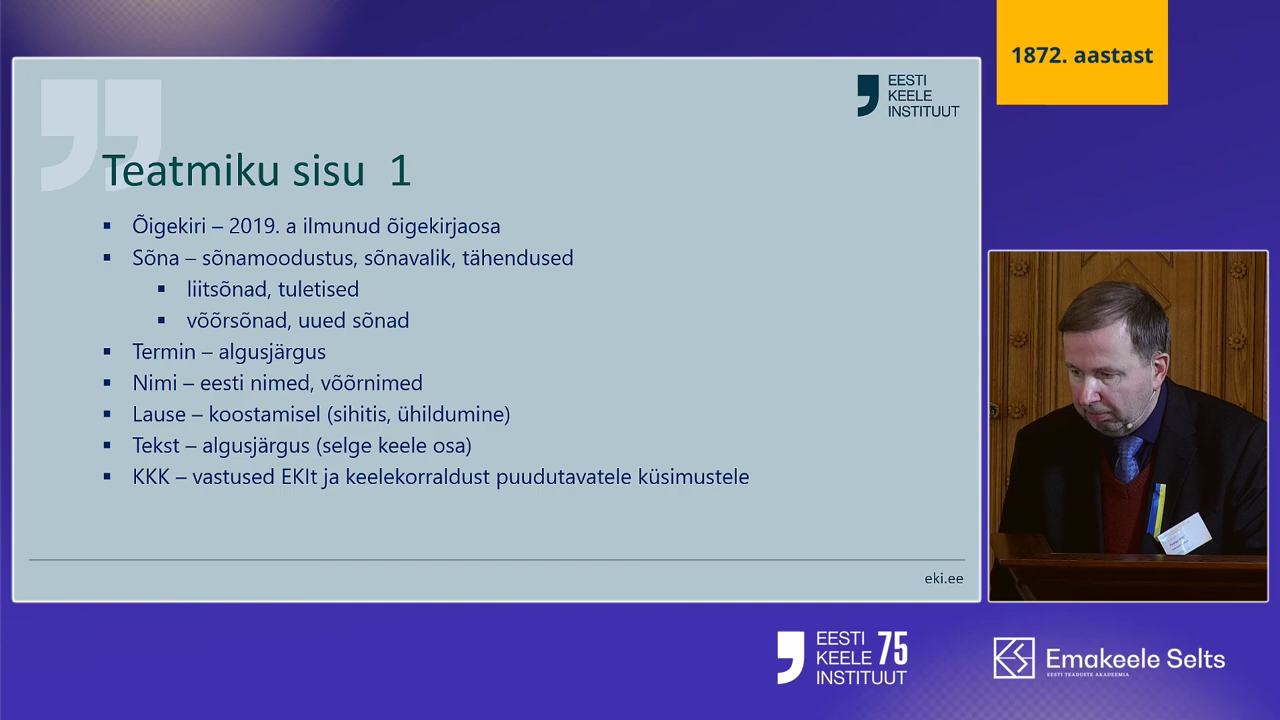 1872. aastast
EESTI
KEELE
INSTITUUT
Teatmiku sisu 1
▪ Õigekiri – 2019. a ilmunud õigekirjaosa
▪ Sõna – sõnamoodustus, sõnavalik, tähendused
▪ liitsõnad, tuletised
▪ võõrsõnad, uued sõnad
▪ Termin – algusjärgus
▪ Nimi – eesti nimed, võõrnimed
▪ Lause – koostamisel (sihitis, ühildumine)
▪ Tekst – algusjärgus (selge keele osa)
▪ KKK – vastused EKIt ja keelekorraldust puudutavatele küsimustele
eki.ee
EESTI 75
KEELE
INSTITUUT
Emakeele Selts
EESTI TEADUSTE AKADEEMIA